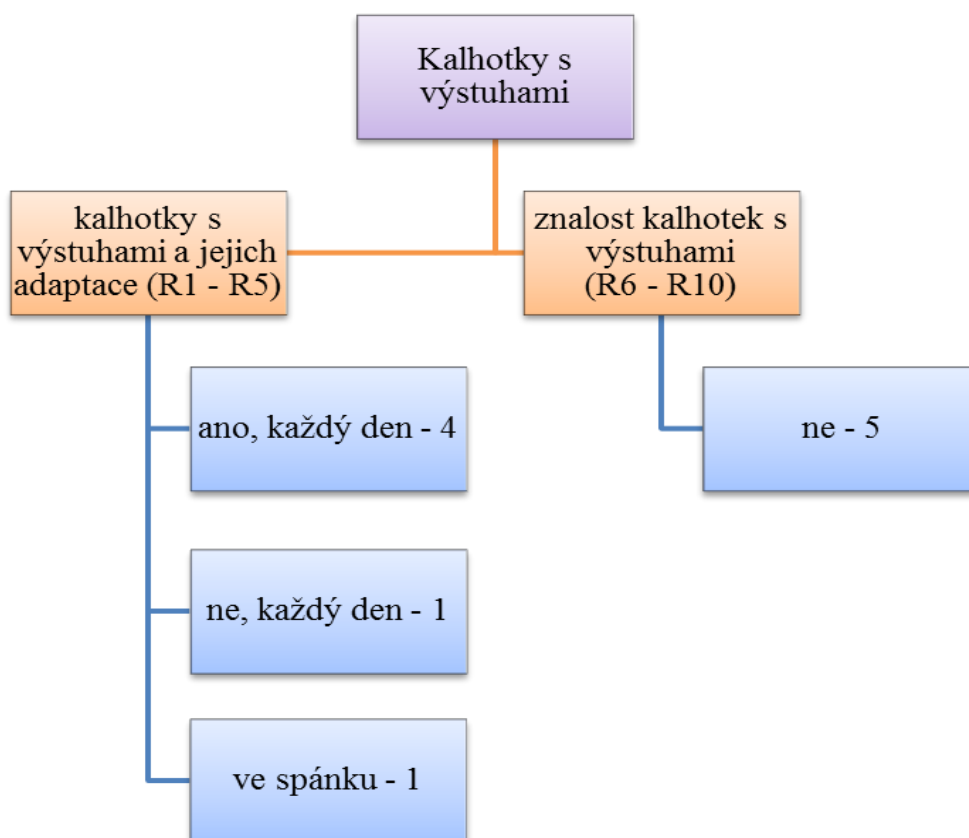 Kalhotky s
výstuhami
kalhotky s
výstuhami a jejich
adaptace (R1 - R5)
znalost kalhotek s
výstuhami
(R6 - R10)
ano, každý den - 4
ne - 5
ne, každý den - 1
ve spánku - 1